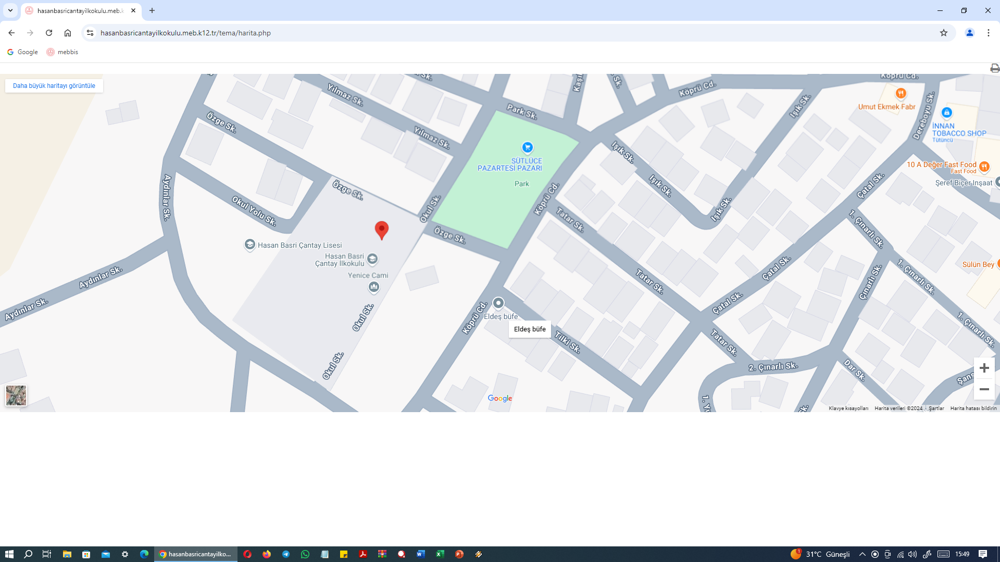 hasanbasricantayilkokulu.meb.k
hasanbasricantayilkokulu.meb.k12.tr/tema/harita.php
Google
mebbis
Daha büyük haritayı görüntüle
Yılmaz Sk.
Yılmaz Sk.
Özge Sk.
Özge Sk.
Özge Sk.
Park Sk.
Köprü Cd.
Köprü Cd.
Köprü Cd.
Köprü Cd.
Işık Sk.
Işık Sk.
Işık Sk.
Işık Sk.
Dereboyu Sk.
Umut Ekmek Fabr
İNNAN
TOBACCO SHOP
Tütüncü
10 A Değer Fast Food
Fast Food
Şeref Biçer Inşaat
SÜTLÜCE
PAZARTESİ PAZARI
Park
Aydınlar Sk.
Aydınlar Sk.
Aydınlar Sk.
Okul Yolu Sk.
Okul Sk.
Okul Sk.
Okul Sk.
Hasan Basri Çantay Lisesi
Hasan Basri
Çantay İlkokulu
Yenice Cami
Tatar Sk.
Tatar Sk.
Tatar Sk.
Çatal Sk.
Çatal Sk.
Çatal Sk.
1. Çınarlı Sk.
1. Çınarlı Sk.
1. Çınarlı Sk.
Çınarlı Sk.
2. Çınarlı Sk.
Sülün Bey
Eldeş büfe
Eldeş büfe
Tilki Sk.
Dar Sk.
Şans
Google
Klavye kısayolları
Harita verileri ©2024
Şartlar
Harita hatası bildirin
hasanbasricantayilko...
1
31°C Güneşli
15:49